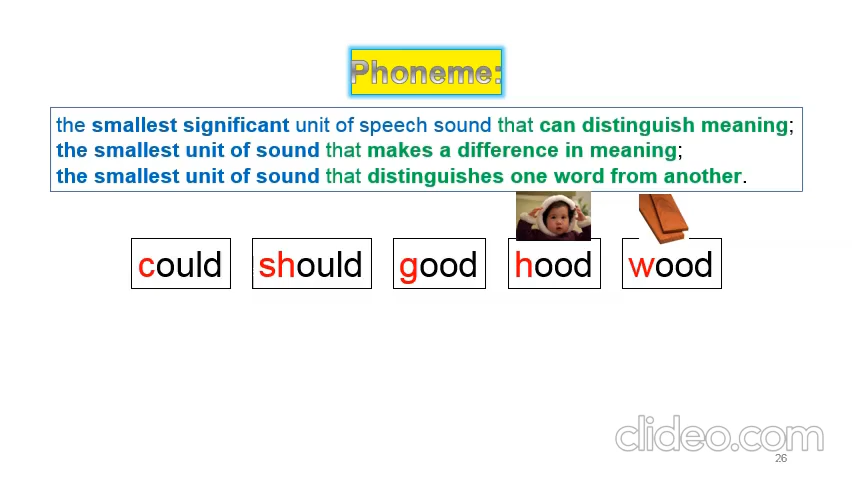 Phoneme:
the smallest significant unit of speech sound that can distinguish meaning;
the smallest unit of sound that makes a difference in meaning;
the smallest unit of sound that distinguishes one word from another.
could should good hood wood
clideo.com
26